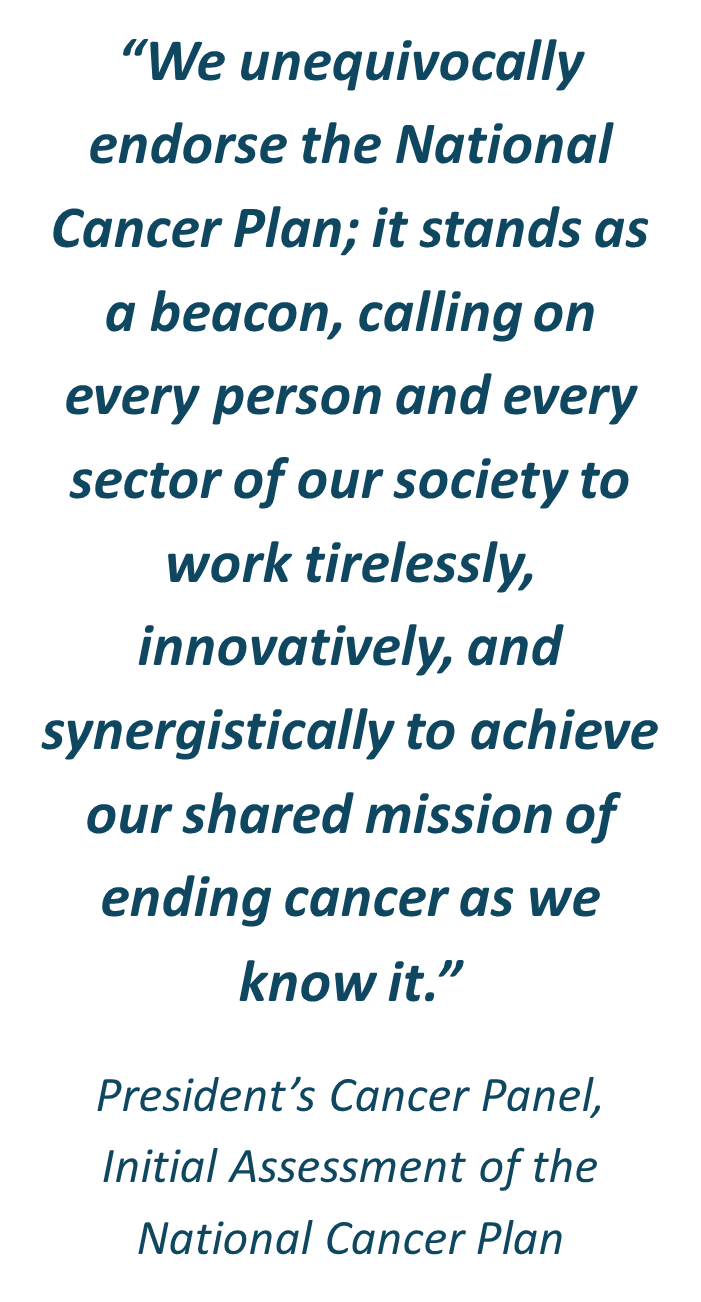 “We unequivocally
endorse the National
Cancer Plan; it stands as
a beacon, calling on
every person and every
sector of our society to
work tirelessly,
innovatively, and
synergistically to achieve
our shared mission of
ending cancer as we
know it.”
President’s Cancer Panel,
Initial Assessment of the
National Cancer Plan